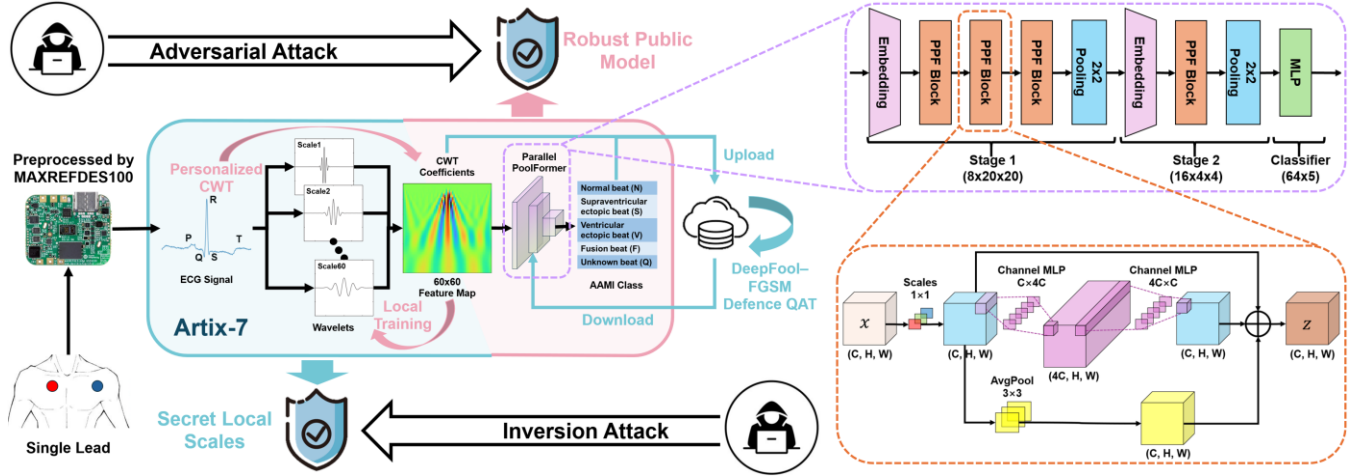 Adversarial Attack
Robust Public
Model
Preprocessed by
MAXREFDES100
Single Lead
Personalized
CWT
R
P
Q
S
T
ECG Signal
Artix-7
Scale1
Scale2
Scale60
Wavelets
Local
Training
CWT
Coefficients
60x60
Feature Map
Parallel
PoolFormer
Normal beat (N)
Supraventricular
ectopic beat (S)
Ventricular
ectopic beat (V)
Fusion beat (F)
Unknown beat (Q)
AAMI Class
Upload
Download
DeepFool–
FGSM
Defence QAT
Secret Local
Scales
Inversion Attack
Embedding
PPF Block
PPF Block
PPF Block
2x2
Pooling
Embedding
PPF Block
2x2
Pooling
MLP
Stage 1
(8x20x20)
Stage 2
(16x4x4)
Classifier
(64x5)
x
(C, H, W)
Scales
1×1
(C, H, W)
Channel MLP
C×4C
(4C, H, W)
Channel MLP
4C×C
(C, H, W)
z
(C, H, W)
AvgPool
3×3
(C, H, W)